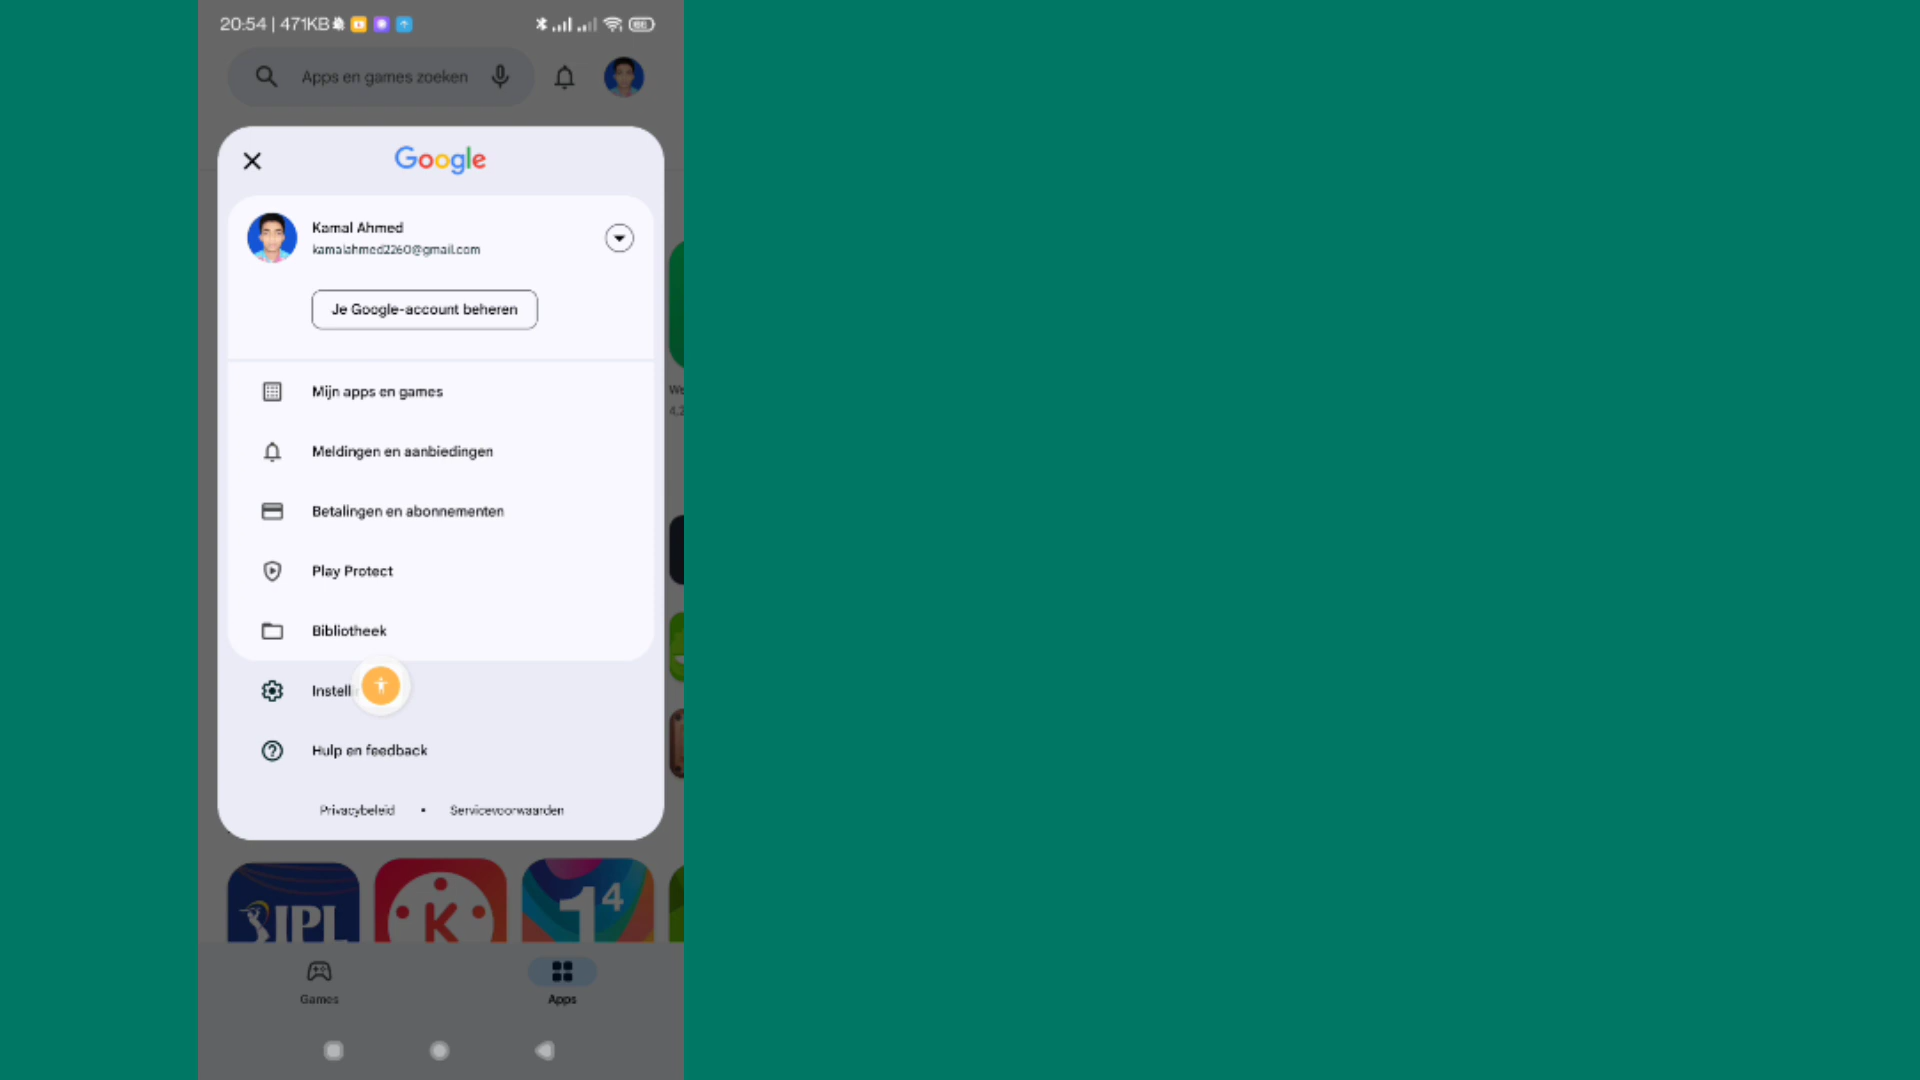 20:54 | 471KB
Apps en games zoeken
Google
Kamal Ahmed
kamalahmed2260@gmail.com
Je Google-account beheren
Mijn apps en games
Meldingen en aanbiedingen
Betalingen en abonnementen
Play Protect
Bibliotheek
Hulp en feedback
Privacybeleid • Servicevoorwaarden
IPL
K
14
Games
Apps